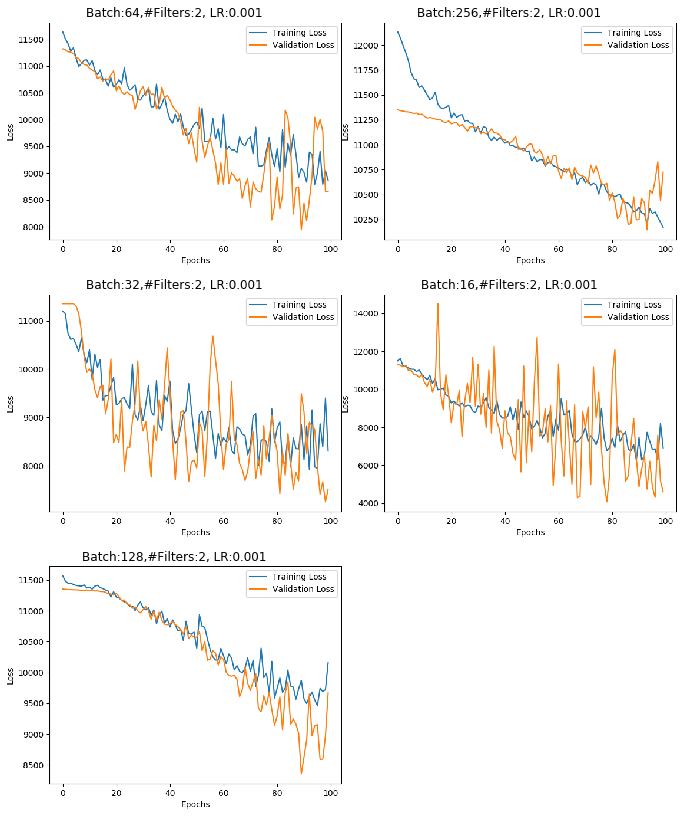 Batch:64,#Filters:2, LR:0.001
Training Loss
Validation Loss
11500
11000
10500
10000
9500
9000
8500
8000
Loss
0 20 40 60 80 100
Epochs
Batch:256,#Filters:2, LR:0.001
Training Loss
Validation Loss
12000
11750
11500
11250
11000
10750
10500
10250
Loss
0 20 40 60 80 100
Epochs
Batch:32,#Filters:2, LR:0.001
Training Loss
Validation Loss
11000
10000
9000
8000
Loss
0 20 40 60 80 100
Epochs
Batch:16,#Filters:2, LR:0.001
Training Loss
Validation Loss
14000
12000
10000
8000
6000
4000
Loss
0 20 40 60 80 100
Epochs
Batch:128,#Filters:2, LR:0.001
Training Loss
Validation Loss
11500
11000
10500
10000
9500
9000
8500
Loss
0 20 40 60 80 100
Epochs